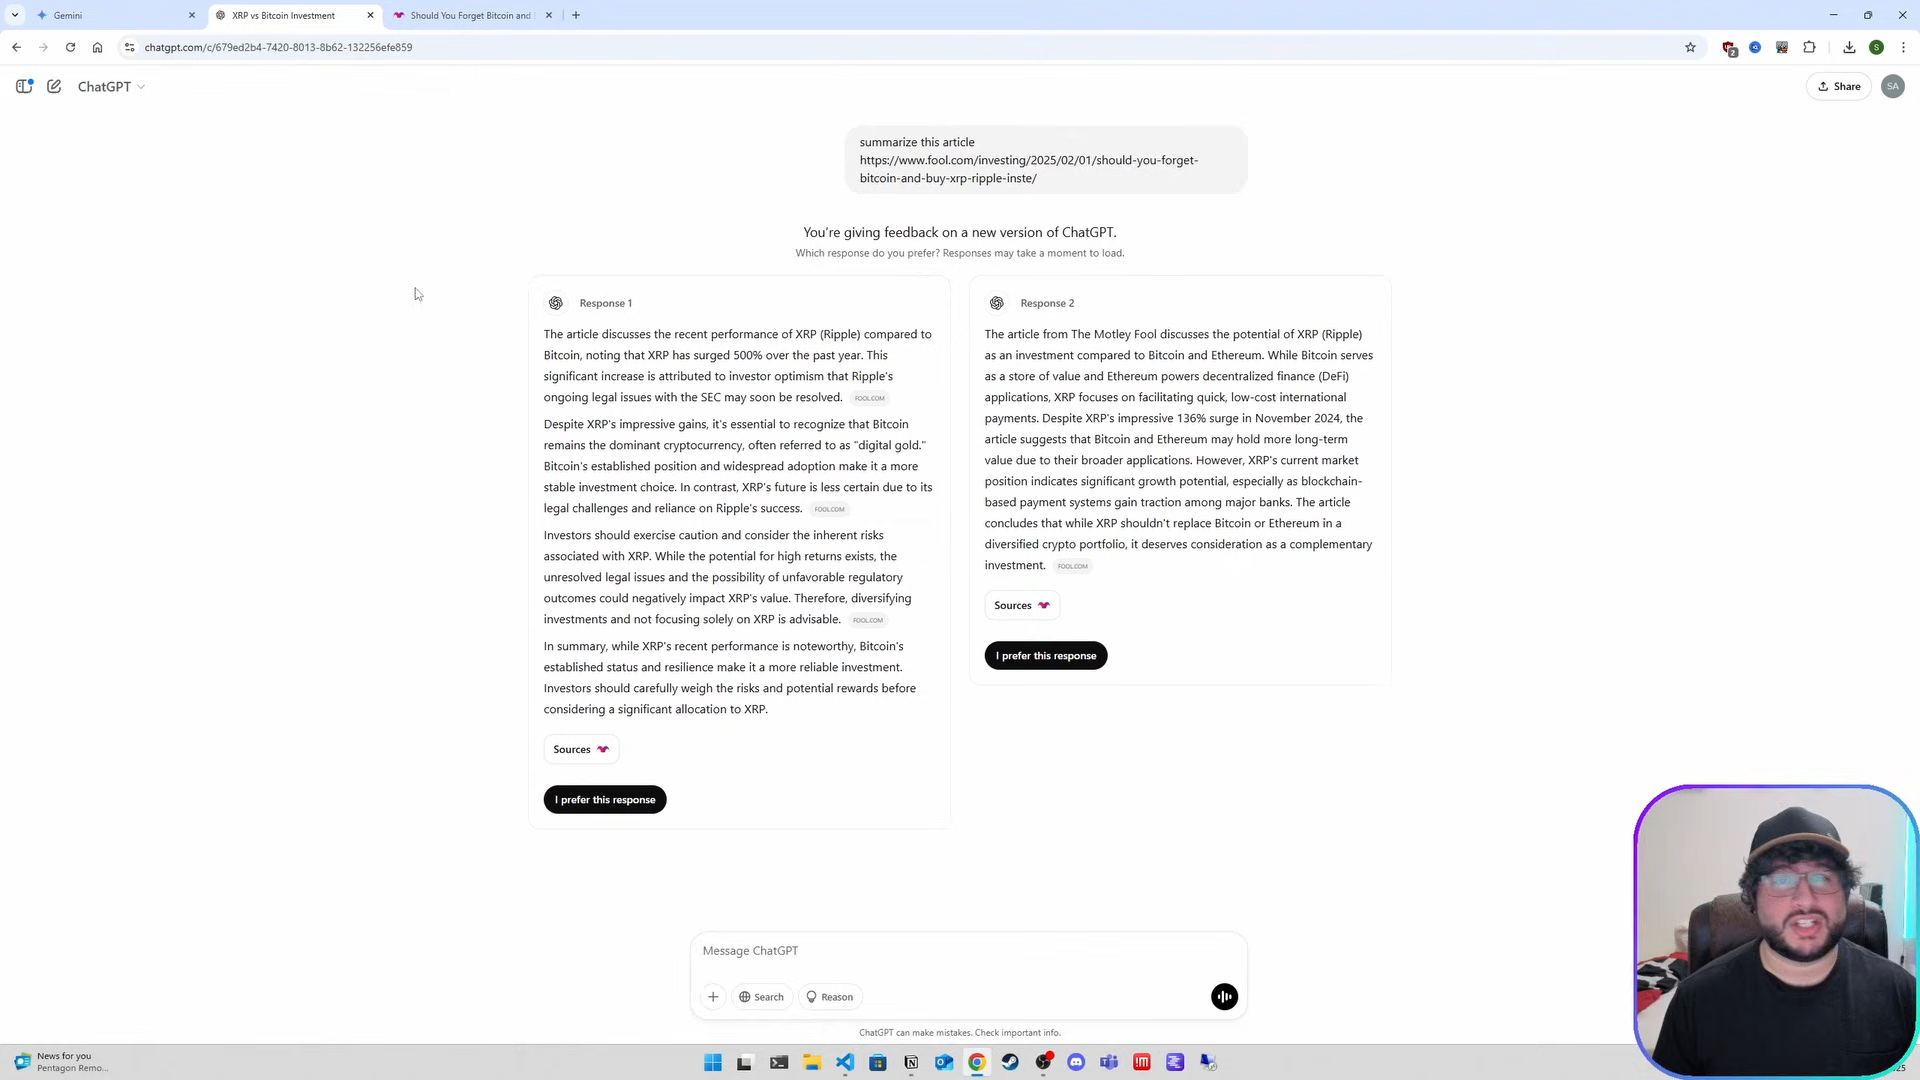 Gemini
XRP vs Bitcoin Investment
Should You Forget Bitcoin and
chatgpt.com/c/679ed2b4-7420-8013-8b62-132256efe859
2
S
ChatGPT
Share
SA
summarize this article
https://www.fool.com/investing/2025/02/01/should-you-forget-
bitcoin-and-buy-xrp-ripple-inste/
You're giving feedback on a new version of ChatGPT.
Which response do you prefer? Responses may take a moment to load.
Response 1
The article discusses the recent performance of XRP (Ripple) compared to
Bitcoin, noting that XRP has surged 500% over the past year. This
significant increase is attributed to investor optimism that Ripple's
ongoing legal issues with the SEC may soon be resolved. FOOL.COM
Despite XRP's impressive gains, it's essential to recognize that Bitcoin
remains the dominant cryptocurrency, often referred to as "digital gold."
Bitcoin's established position and widespread adoption make it a more
stable investment choice. In contrast, XRP's future is less certain due to its
legal challenges and reliance on Ripple's success. FOOL.COM
Investors should exercise caution and consider the inherent risks
associated with XRP. While the potential for high returns exists, the
unresolved legal issues and the possibility of unfavorable regulatory
outcomes could negatively impact XRP's value. Therefore, diversifying
investments and not focusing solely on XRP is advisable. FOOL.COM
In summary, while XRP's recent performance is noteworthy, Bitcoin's
established status and resilience make it a more reliable investment.
Investors should carefully weigh the risks and potential rewards before
considering a significant allocation to XRP.
Sources
I prefer this response
Response 2
The article from The Motley Fool discusses the potential of XRP (Ripple)
as an investment compared to Bitcoin and Ethereum. While Bitcoin serves
as a store of value and Ethereum powers decentralized finance (DeFi)
applications, XRP focuses on facilitating quick, low-cost international
payments. Despite XRP's impressive 136% surge in November 2024, the
article suggests that Bitcoin and Ethereum may hold more long-term
value due to their broader applications. However, XRP's current market
position indicates significant growth potential, especially as blockchain-
based payment systems gain traction among major banks. The article
concludes that while XRP shouldn't replace Bitcoin or Ethereum in a
diversified crypto portfolio, it deserves consideration as a complementary
investment. FOOL.COM
Sources
I prefer this response
Message ChatGPT
Search
Reason
ChatGPT can make mistakes. Check important info.
News for you
Pentagon Remo...